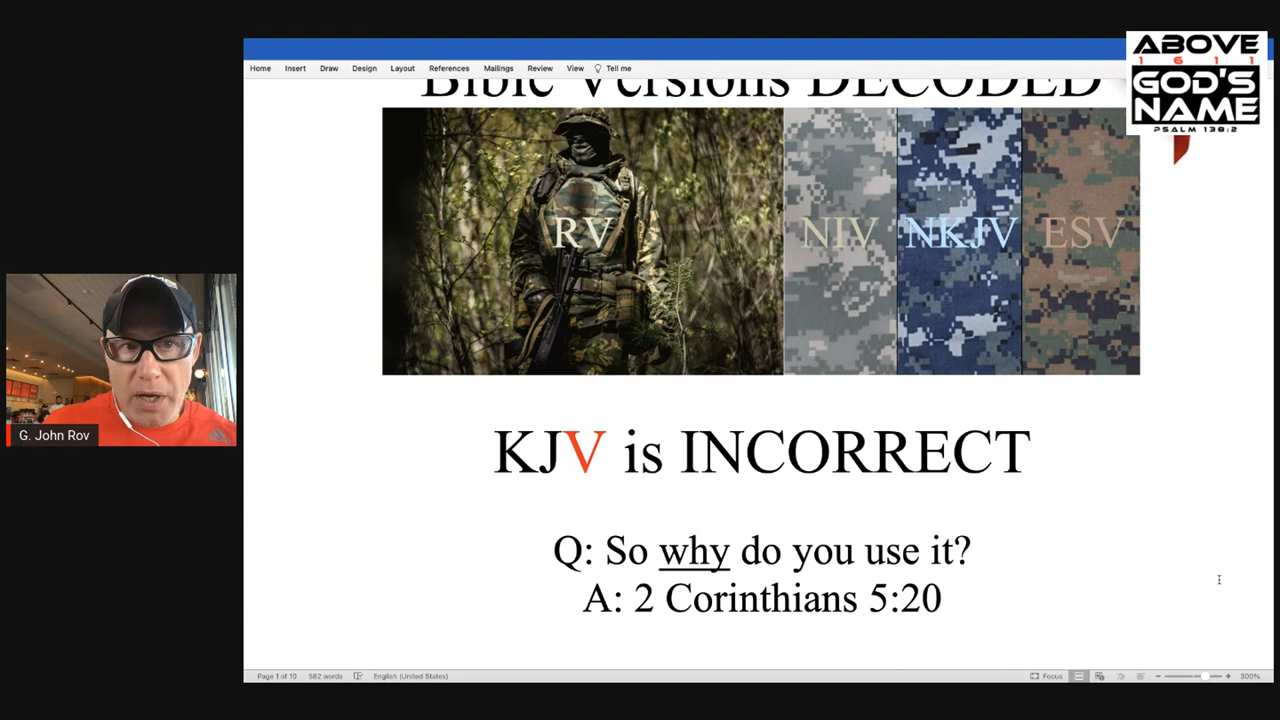 ABOVE
1611
GOD'S
NAME
PSALM 138:2
Home Insert Draw Design Layout References Mailings Review View Tell me
Bible Versions DECODED
RV NIV NKJV ESV
KJV is INCORRECT
Q: So why do you use it?
A: 2 Corinthians 5:20
G. John Rov
Page 1 of 10 582 words English (United States) Focus 300%